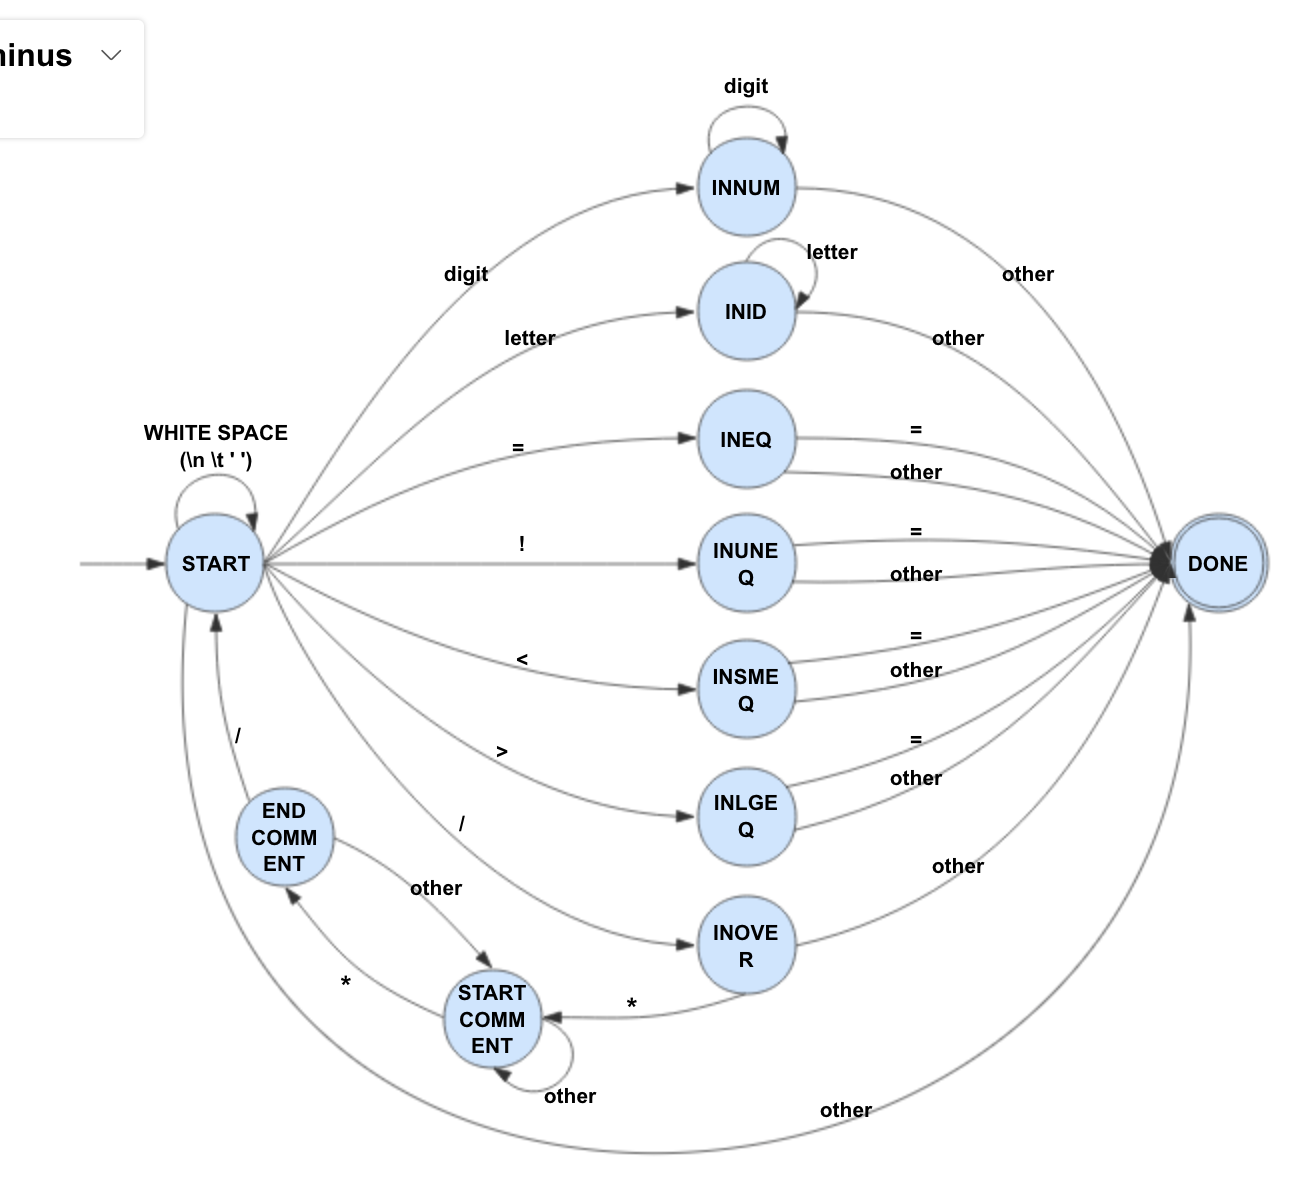 inus
digit
INNUM
letter
digit
other
INID
letter
other
WHITE SPACE
(\n \t ' ')
=
INEQ
=
other
START
!
INUNE
Q
=
other
DONE
<
INSME
Q
=
other
/
>
INLGE
Q
=
other
END
COMM
ENT
/
other
other
INOVE
R
*
START
COMM
ENT
*
other
other